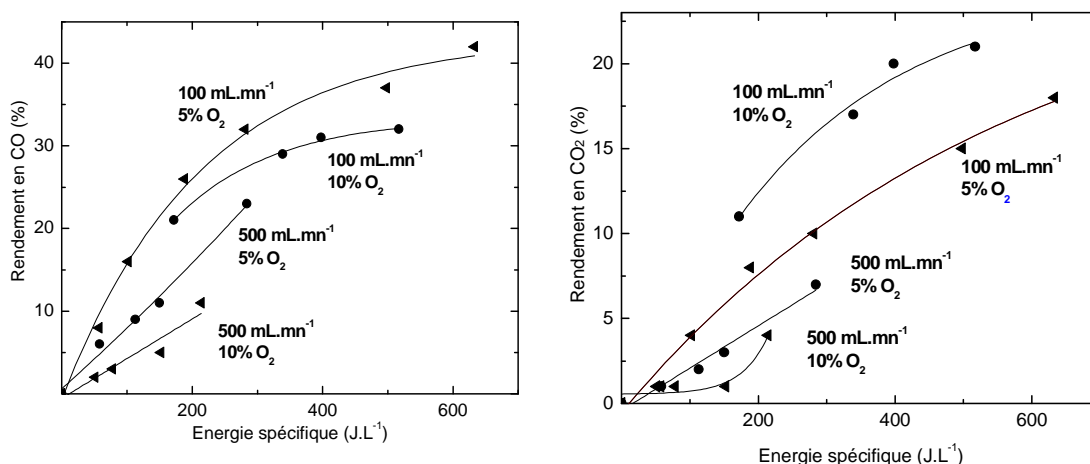 40
30
20
10
Rendement en CO (%)
100 mL.mn⁻¹
5% O₂
100 mL.mn⁻¹
10% O₂
500 mL.mn⁻¹
5% O₂
500 mL.mn⁻¹
10% O₂
200 400 600
Energie spécifique (J.L⁻¹)
20
15
10
5
0
Rendement en CO₂ (%)
100 mL.mn⁻¹
10% O₂
100 mL.mn⁻¹
5% O₂
500 mL.mn⁻¹
5% O₂
500 mL.mn⁻¹
10% O₂
200 400 600
Energie spécifique (J.L⁻¹)